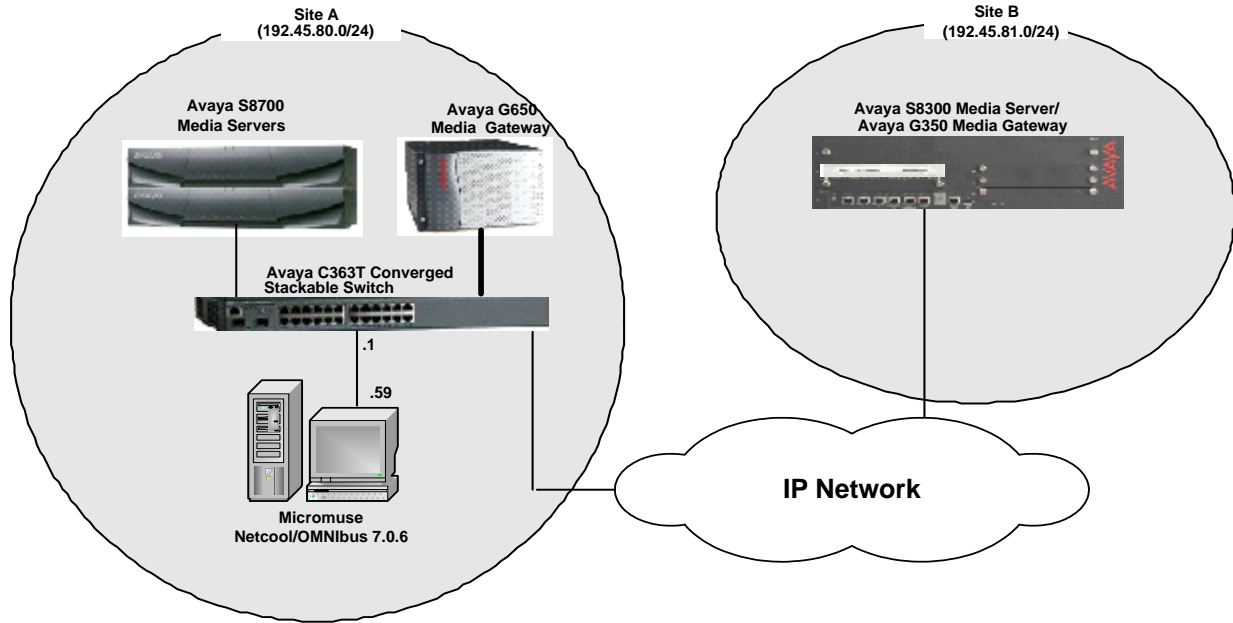 Site A
(192.45.80.0/24)
Site B
(192.45.81.0/24)
Avaya S8700
Media Servers
Avaya G650
Media Gateway
Avaya S8300 Media Server/
Avaya G350 Media Gateway
AVAYA
Avaya C363T Converged
Stackable Switch
.1
.59
Micromuse
Netcool/OMNIbus 7.0.6
IP Network